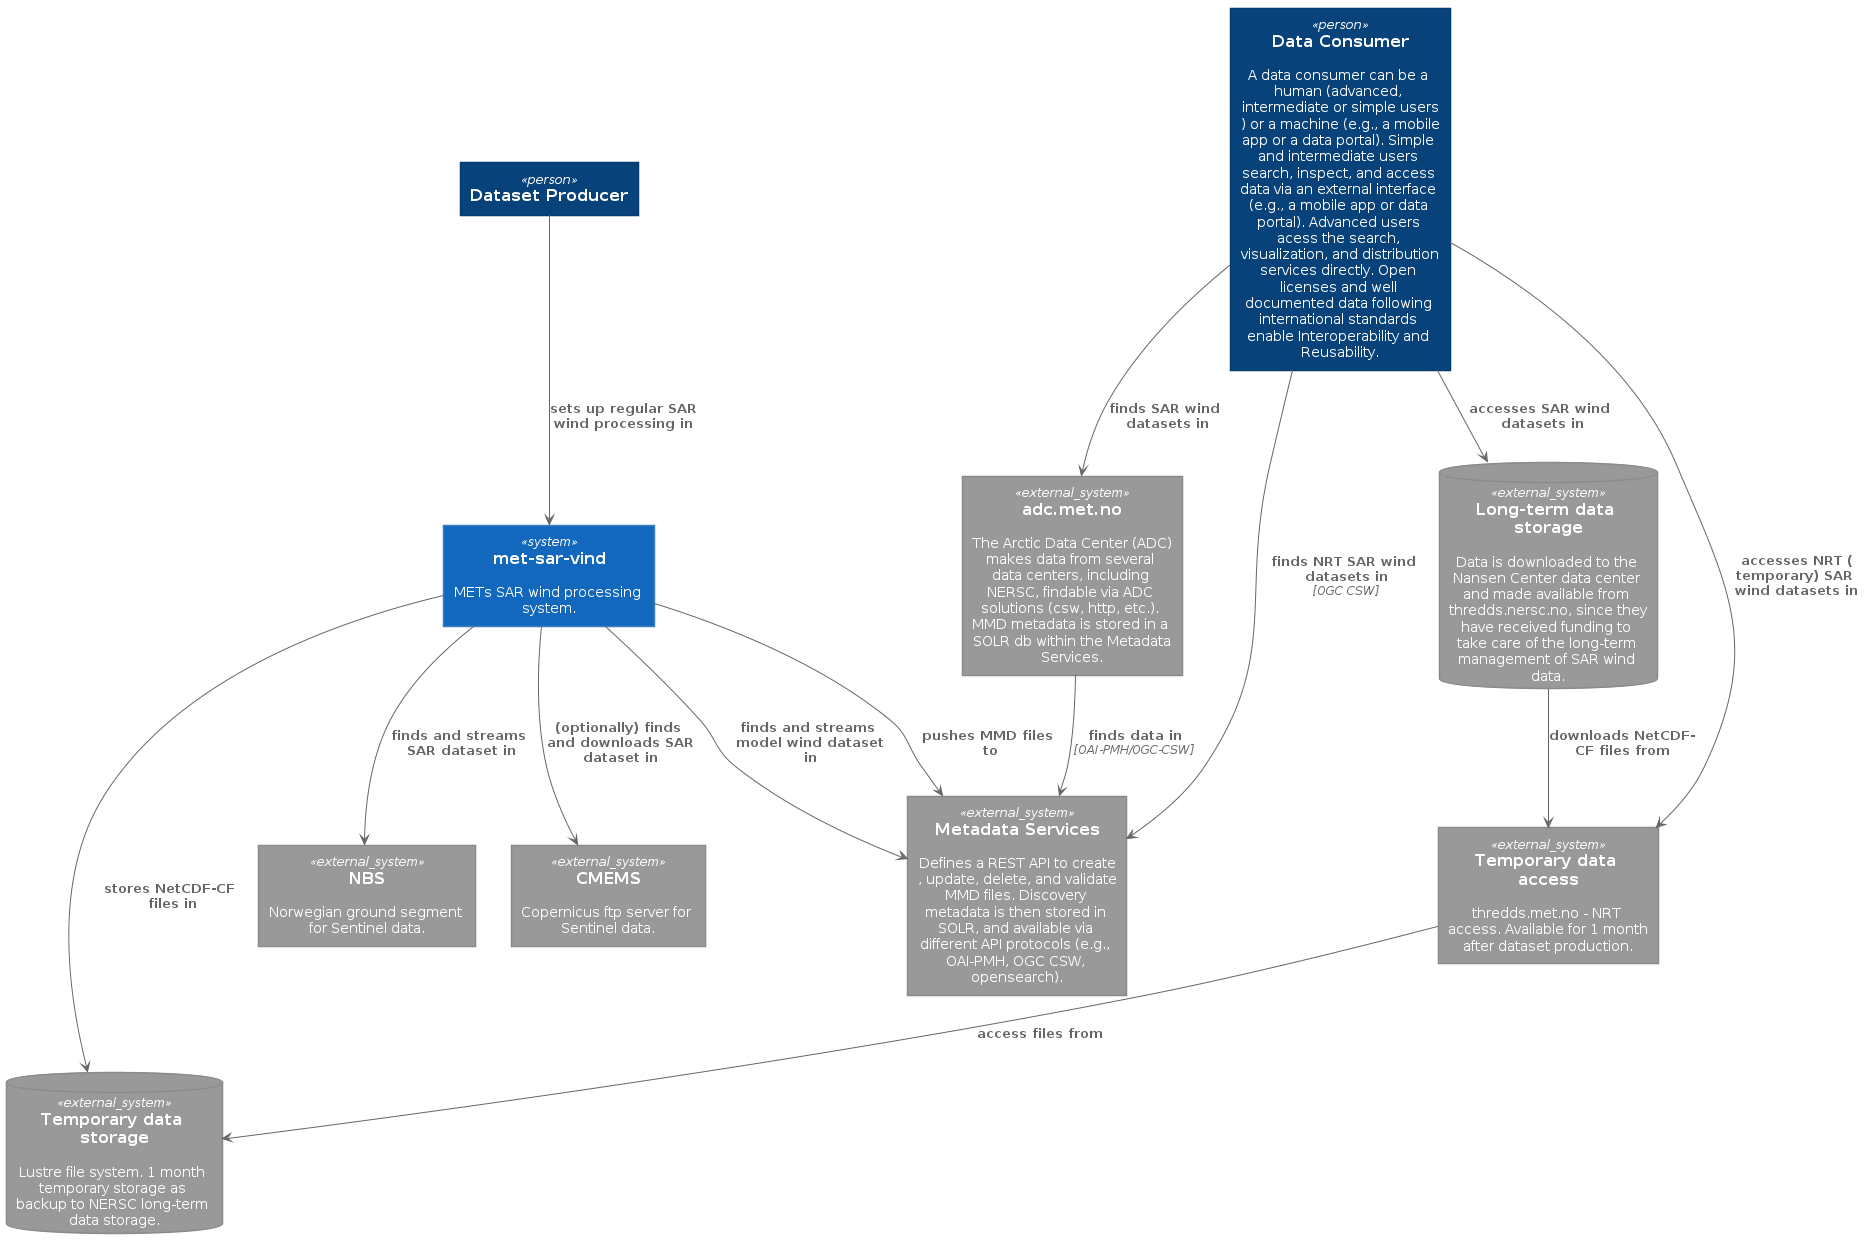 «person»
Data Consumer
A data consumer can be a
human (advanced,
intermediate or simple users
) or a machine (e.g., a mobile
app or a data portal). Simple
and intermediate users
search, inspect, and access
data via an external interface
(e.g., a mobile app or data
portal). Advanced users
acess the search,
visualization, and distribution
services directly. Open
licenses and well
documented data following
international standards
enable Interoperability and
Reusability.
«person»
Dataset Producer
sets up regular SAR
wind processing in
finds SAR wind
datasets in
accesses SAR wind
datasets in
«system»
met-sar-vind
METs SAR wind processing
system.
«external_system»
adc.met.no
The Arctic Data Center (ADC)
makes data from several
data centers, including
NERSC, findable via ADC
solutions (csw, http, etc.).
MMD metadata is stored in a
SOLR db within the Metadata
Services.
finds NRT SAR wind
datasets in
[OGC CSW]
«external_system»
Long-term data
storage
Data is downloaded to the
Nansen Center data center
and made available from
thredds.nersc.no, since they
have received funding to
take care of the long-term
management of SAR wind
data.
accesses NRT (
temporary) SAR
wind datasets in
finds and streams
SAR dataset in
(optionally) finds
and downloads SAR
dataset in
finds and streams
model wind dataset
in
pushes MMD files
to
finds data in
[OAI-PMH/OGC-CSW]
downloads NetCDF-
CF files from
stores NetCDF-CF
files in
«external_system»
NBS
Norwegian ground segment
for Sentinel data.
«external_system»
CMEMS
Copernicus ftp server for
Sentinel data.
«external_system»
Metadata Services
Defines a REST API to create
, update, delete, and validate
MMD files. Discovery
metadata is then stored in
SOLR, and available via
different API protocols (e.g.,
OAI-PMH, OGC CSW,
opensearch).
«external_system»
Temporary data
access
thredds.met.no - NRT
access. Available for 1 month
after dataset production.
access files from
«external_system»
Temporary data
storage
Lustre file system. 1 month
temporary storage as
backup to NERSC long-term
data storage.